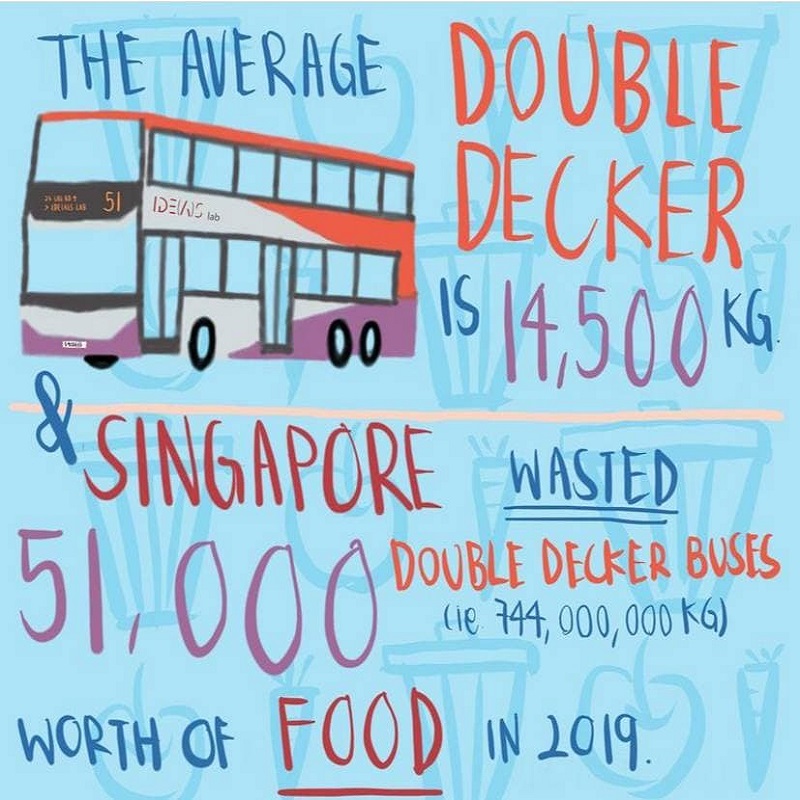 THE AVERAGE
DOUBLE
DECKER
IS 14,500 KG.
51
IDE(A)S lab
& SINGAPORE WASTED
51,000 DOUBLE DECKER BUSES
(ie. 744,000,000 KG)
WORTH OF FOOD IN 2019.